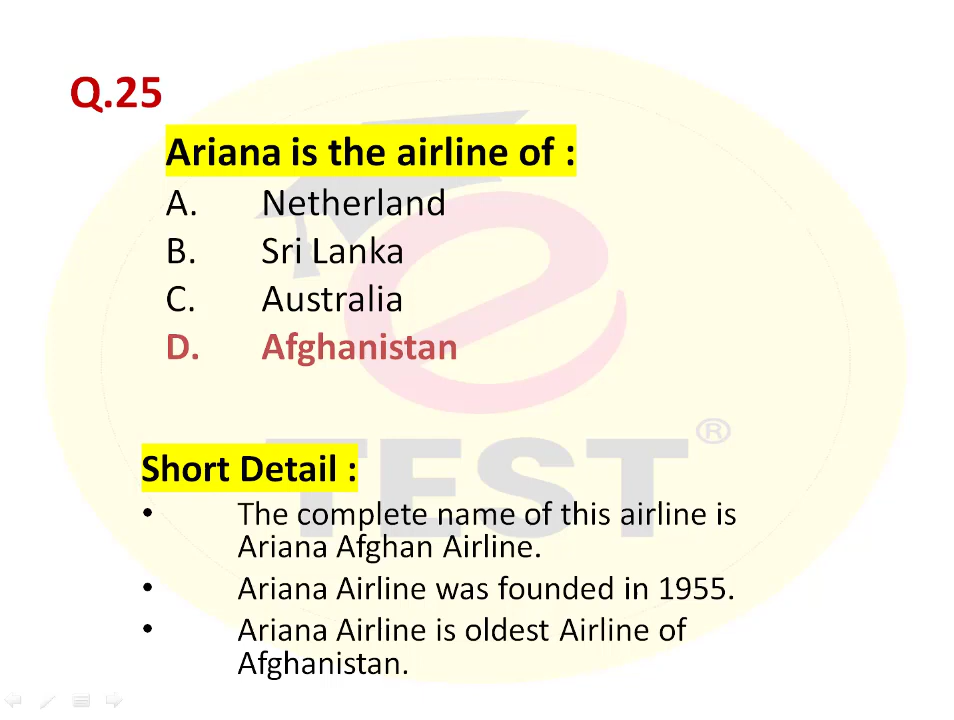 Q.25
Ariana is the airline of :
A. Netherland
B. Sri Lanka
C. Australia
D. Afghanistan
e
TEST®
Short Detail :
• The complete name of this airline is
Ariana Afghan Airline.
• Ariana Airline was founded in 1955.
• Ariana Airline is oldest Airline of
Afghanistan.